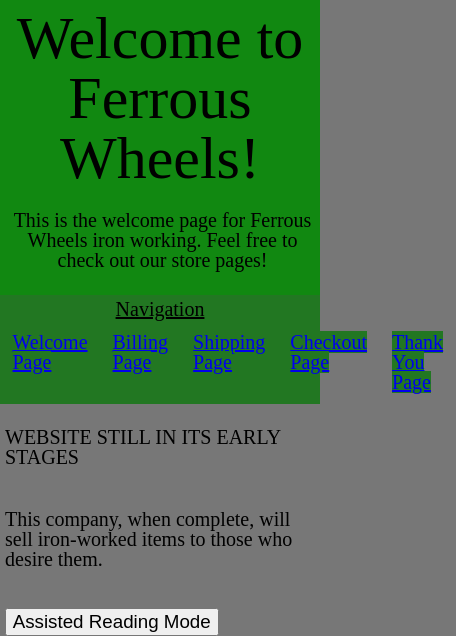 Welcome to
Ferrous
Wheels!
This is the welcome page for Ferrous
Wheels iron working. Feel free to
check out our store pages!
Navigation
Welcome Page
Billing Page
Shipping Page
Checkout Page
Thank You Page
WEBSITE STILL IN ITS EARLY
STAGES
This company, when complete, will
sell iron-worked items to those who
desire them.
Assisted Reading Mode